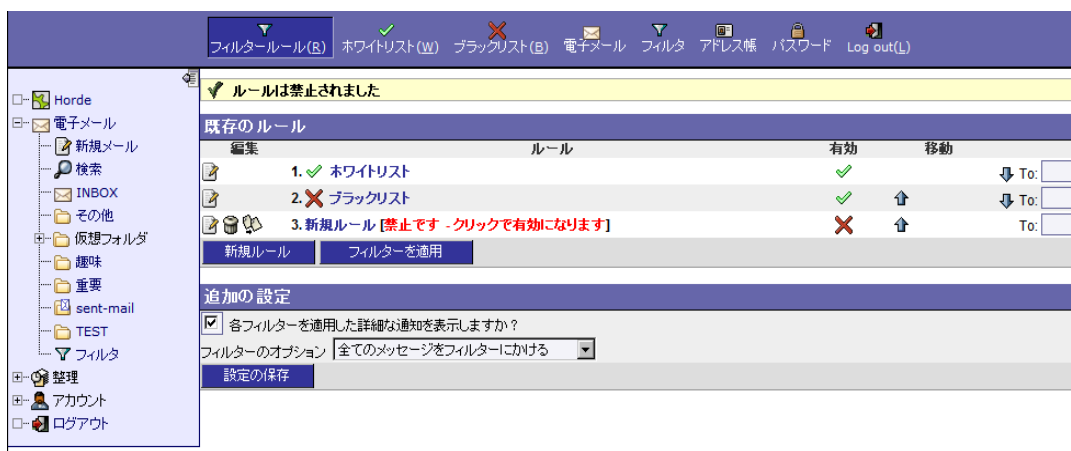 フィルタールール(R) ホワイトリスト(W) ブラックリスト(B) 電子メール フィルタ アドレス帳 パスワード Log out(L)
Horde
電子メール
新規メール
検索
INBOX
その他
仮想フォルダ
趣味
重要
sent-mail
TEST
フィルタ
整理
アカウント
ログアウト
ルールは禁止されました
既存のルール
編集 ルール 有効 移動
1. ホワイトリスト To:
2. ブラックリスト To:
3. 新規ルール [禁止です - クリックで有効になります] To:
新規ルール フィルターを適用
追加の設定
各フィルターを適用した詳細な通知を表示しますか？
フィルターのオプション 全てのメッセージをフィルターにかける
設定の保存